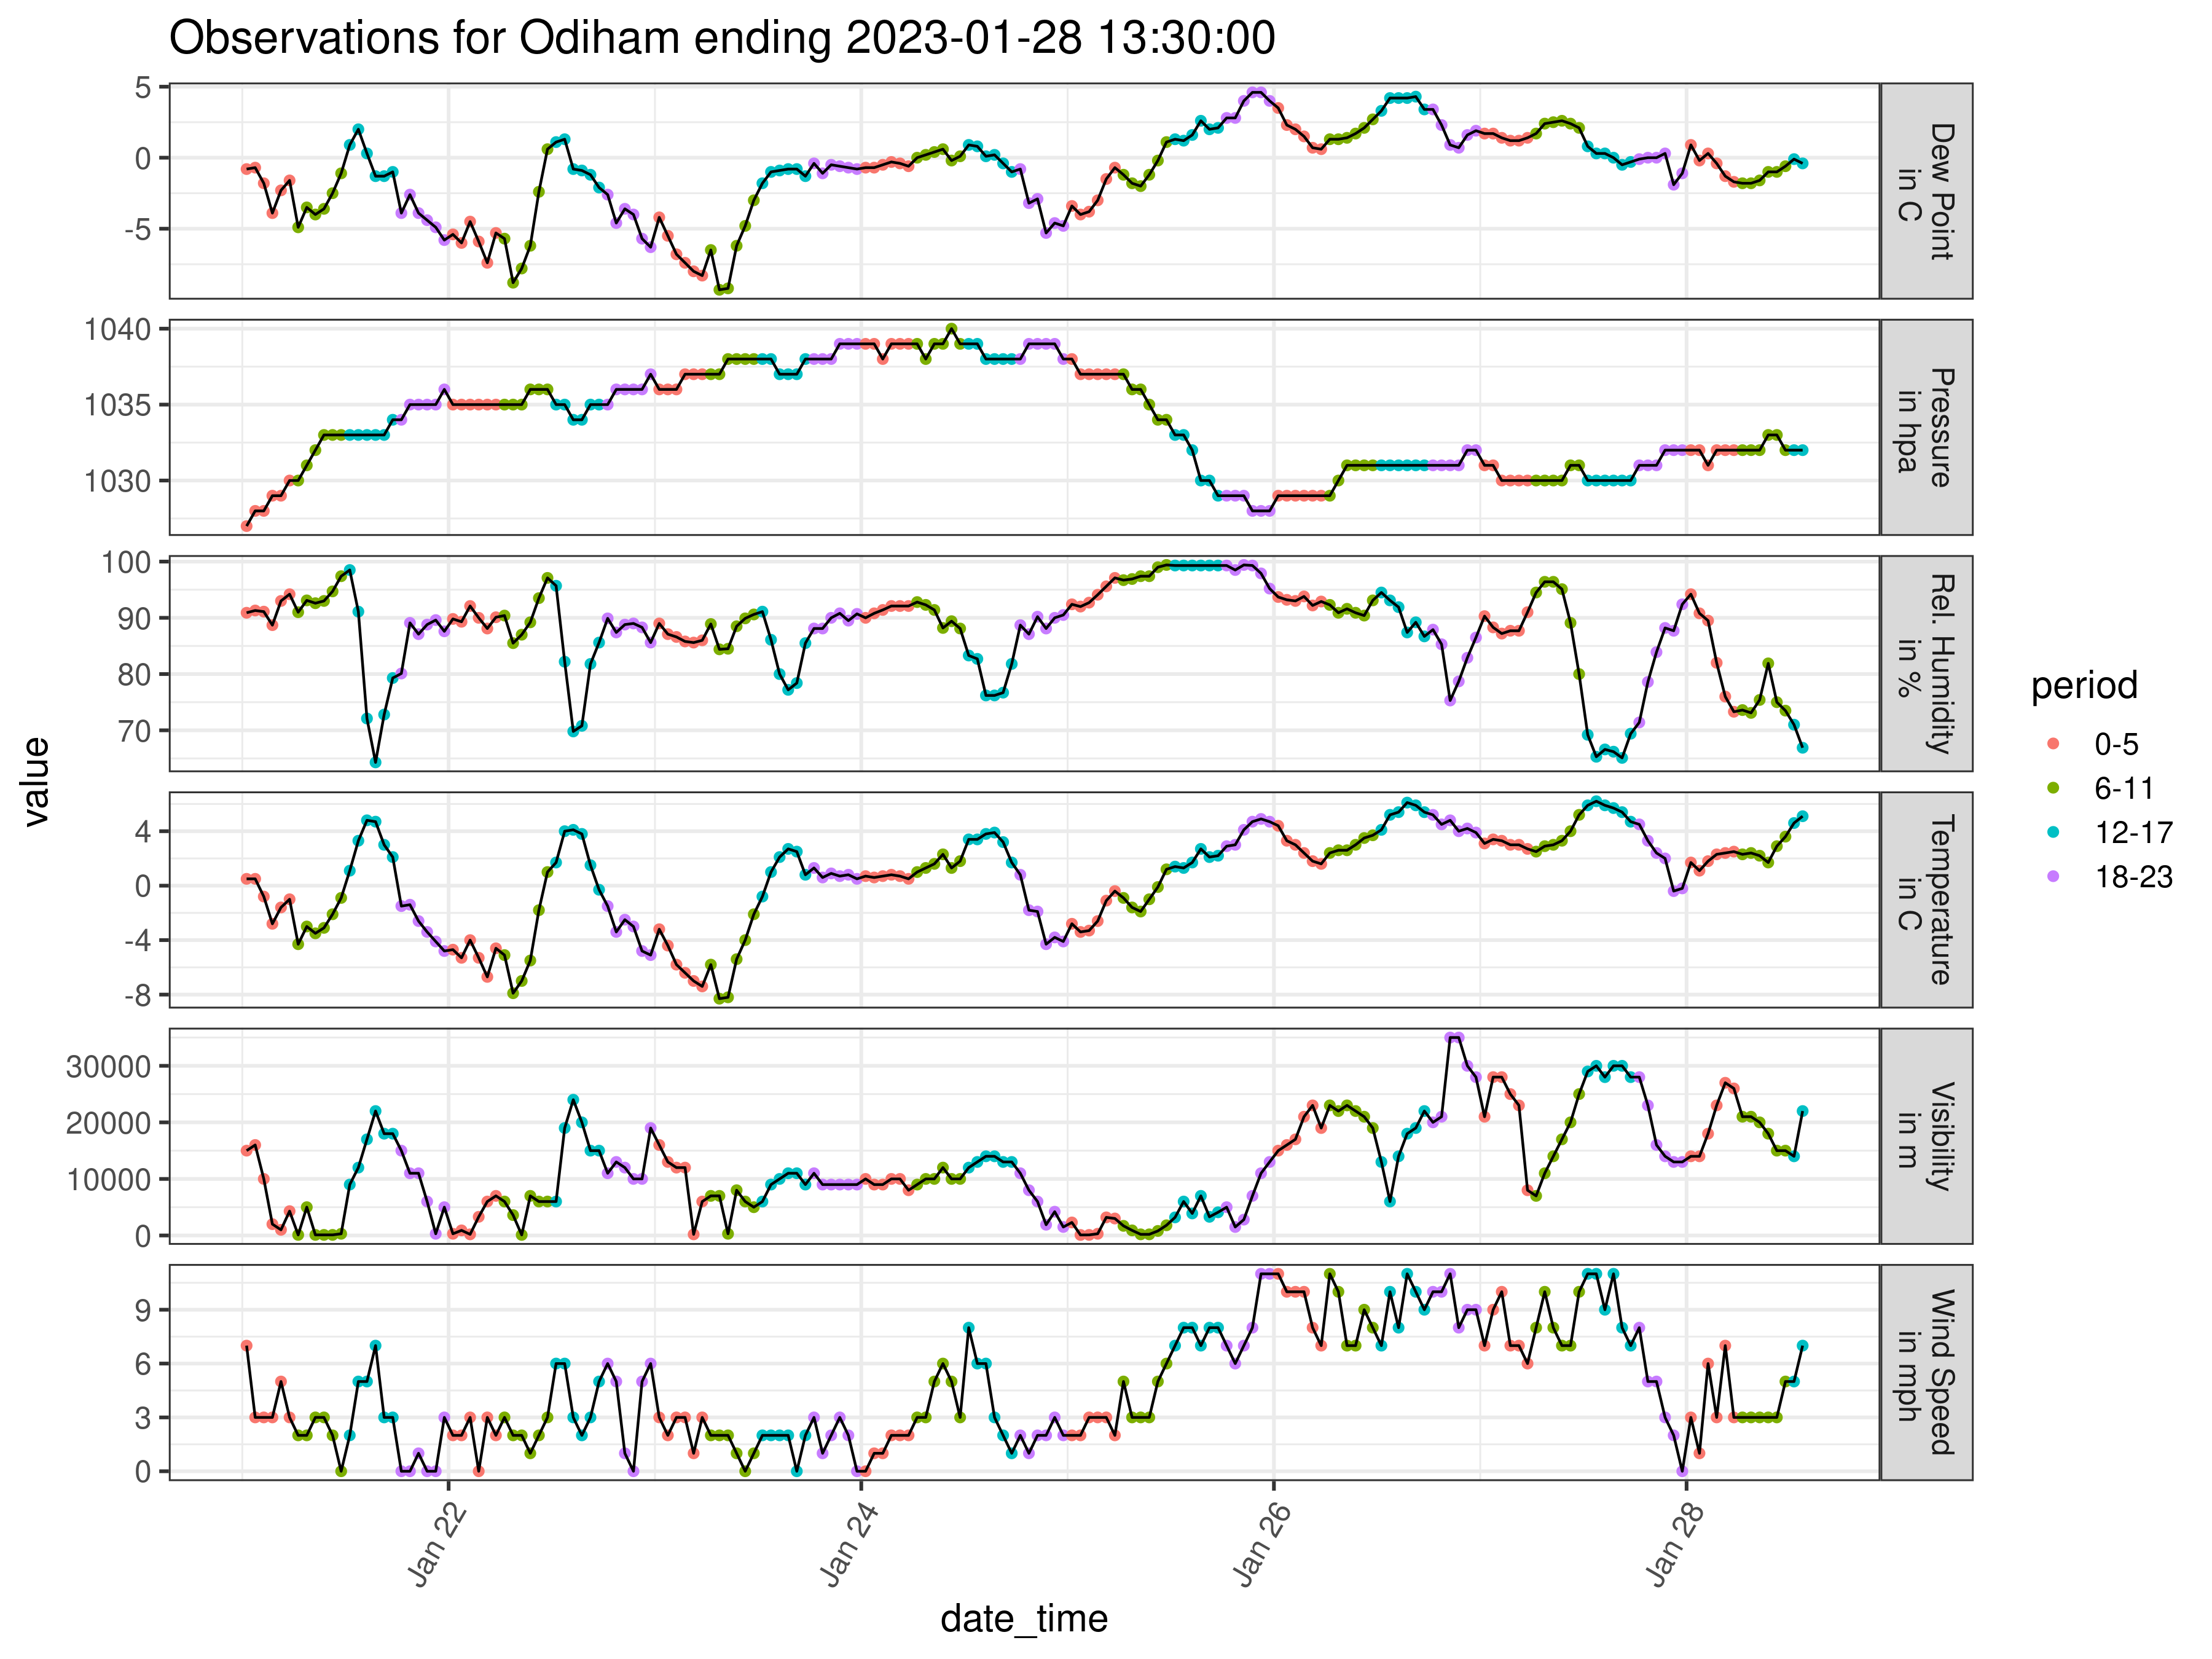 Observations for Odiham ending 2023-01-28 13:30:00
value
5
0
-5
Dew Point
in C
1040
1035
1030
Pressure
in hpa
100
90
80
70
Rel. Humidity
in %
4
0
-4
-8
Temperature
in C
30000
20000
10000
0
Visibility
in m
9
6
3
0
Wind Speed
in mph
Jan 22
Jan 24
Jan 26
Jan 28
date_time
period
0-5
6-11
12-17
18-23